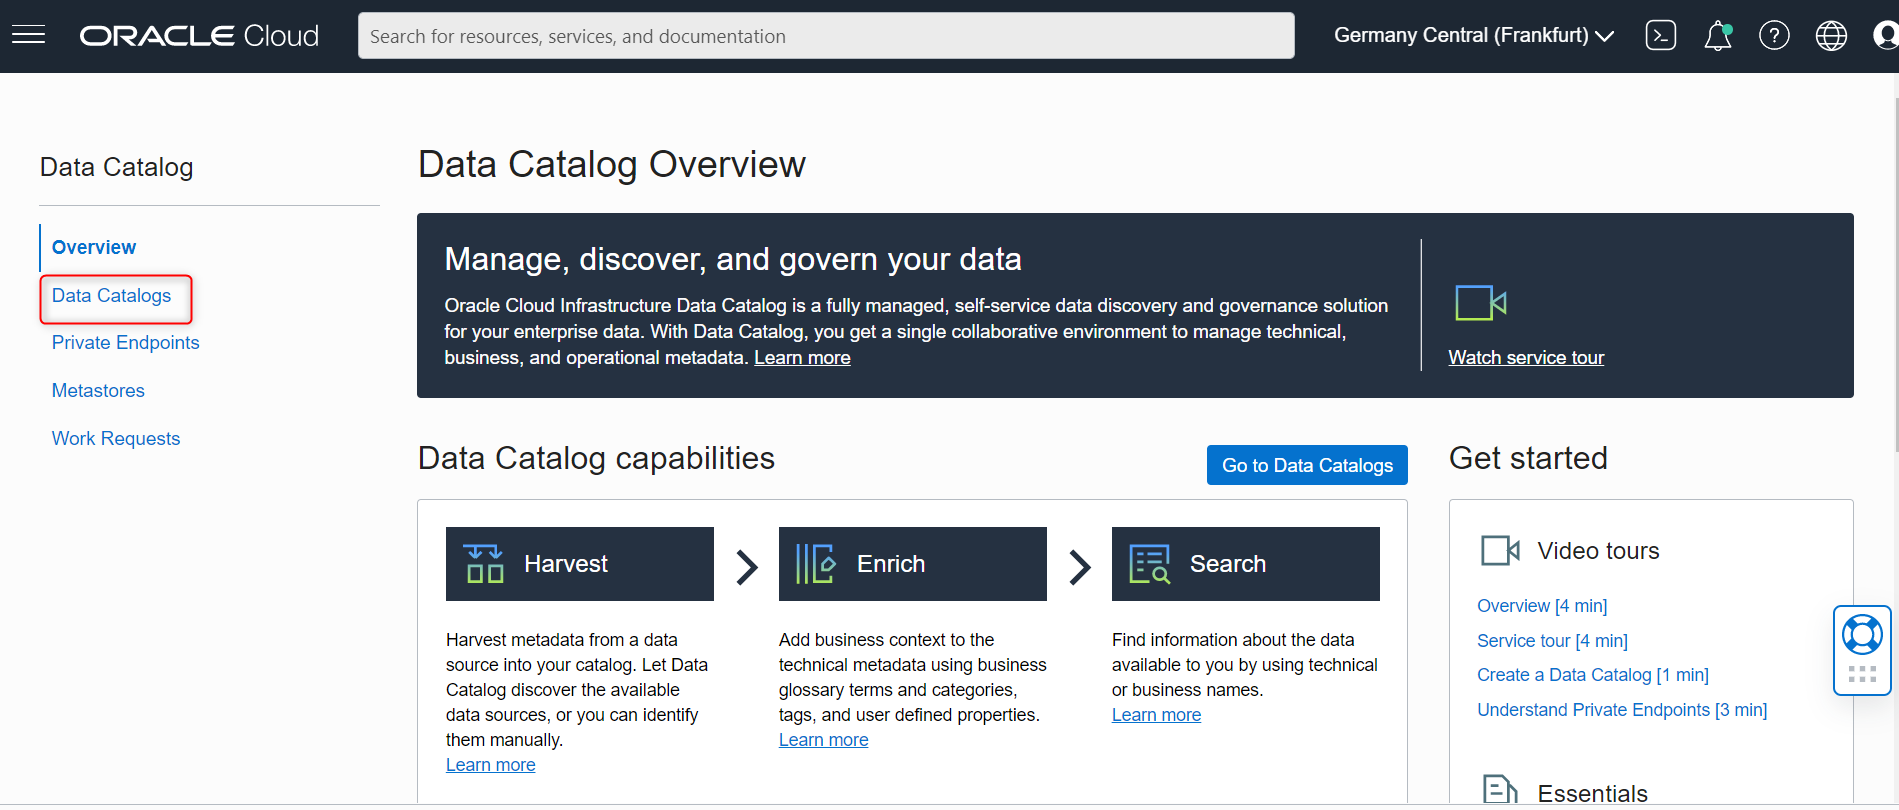 ORACLE Cloud
Search for resources, services, and documentation
Germany Central (Frankfurt)
Data Catalog
Overview
Data Catalogs
Private Endpoints
Metastores
Work Requests
Data Catalog Overview
Manage, discover, and govern your data
Oracle Cloud Infrastructure Data Catalog is a fully managed, self-service data discovery and governance solution
for your enterprise data. With Data Catalog, you get a single collaborative environment to manage technical,
business, and operational metadata. Learn more
Watch service tour
Data Catalog capabilities
Go to Data Catalogs
Harvest
Harvest metadata from a data
source into your catalog. Let Data
Catalog discover the available
data sources, or you can identify
them manually.
Learn more
Enrich
Add business context to the
technical metadata using business
glossary terms and categories,
tags, and user defined properties.
Learn more
Search
Find information about the data
available to you by using technical
or business names.
Learn more
Get started
Video tours
Overview [4 min]
Service tour [4 min]
Create a Data Catalog [1 min]
Understand Private Endpoints [3 min]
Essentials